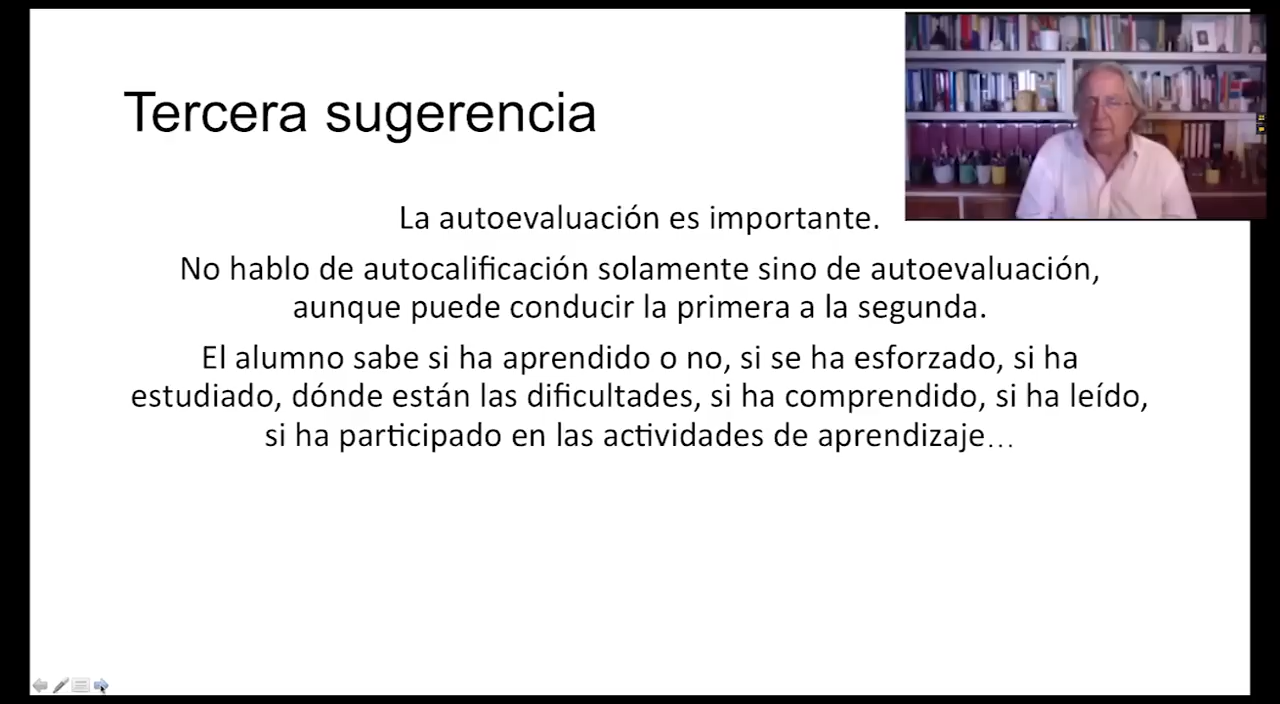 Tercera sugerencia
La autoevaluación es importante.
No hablo de autocalificación solamente sino de autoevaluación,
aunque puede conducir la primera a la segunda.
El alumno sabe si ha aprendido o no, si se ha esforzado, si ha
estudiado, dónde están las dificultades, si ha comprendido, si ha leído,
si ha participado en las actividades de aprendizaje…